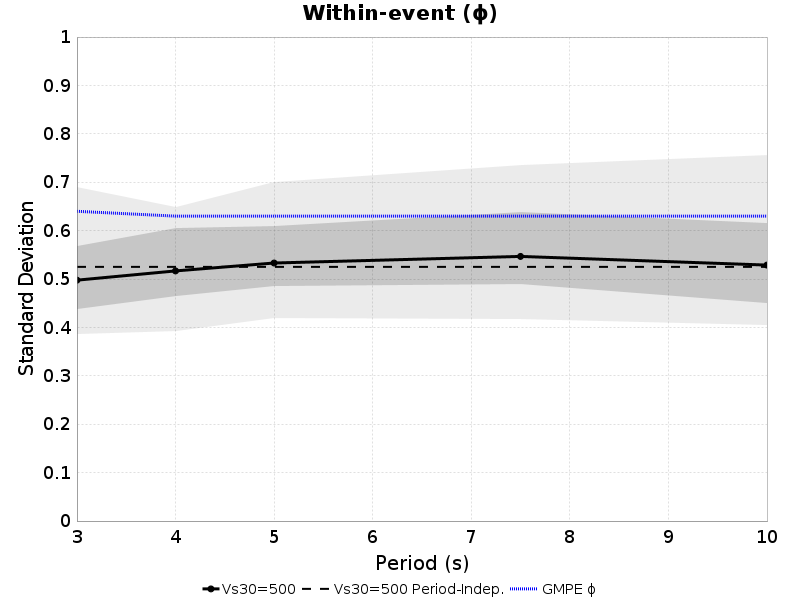 Within-event (ϕ)
1
0.9
0.8
0.7
0.6
0.5
0.4
0.3
0.2
0.1
0
Standard Deviation
3 4 5 6 7 8 9 10
Period (s)
Vs30=500 Vs30=500 Period-Indep. GMPE ϕ